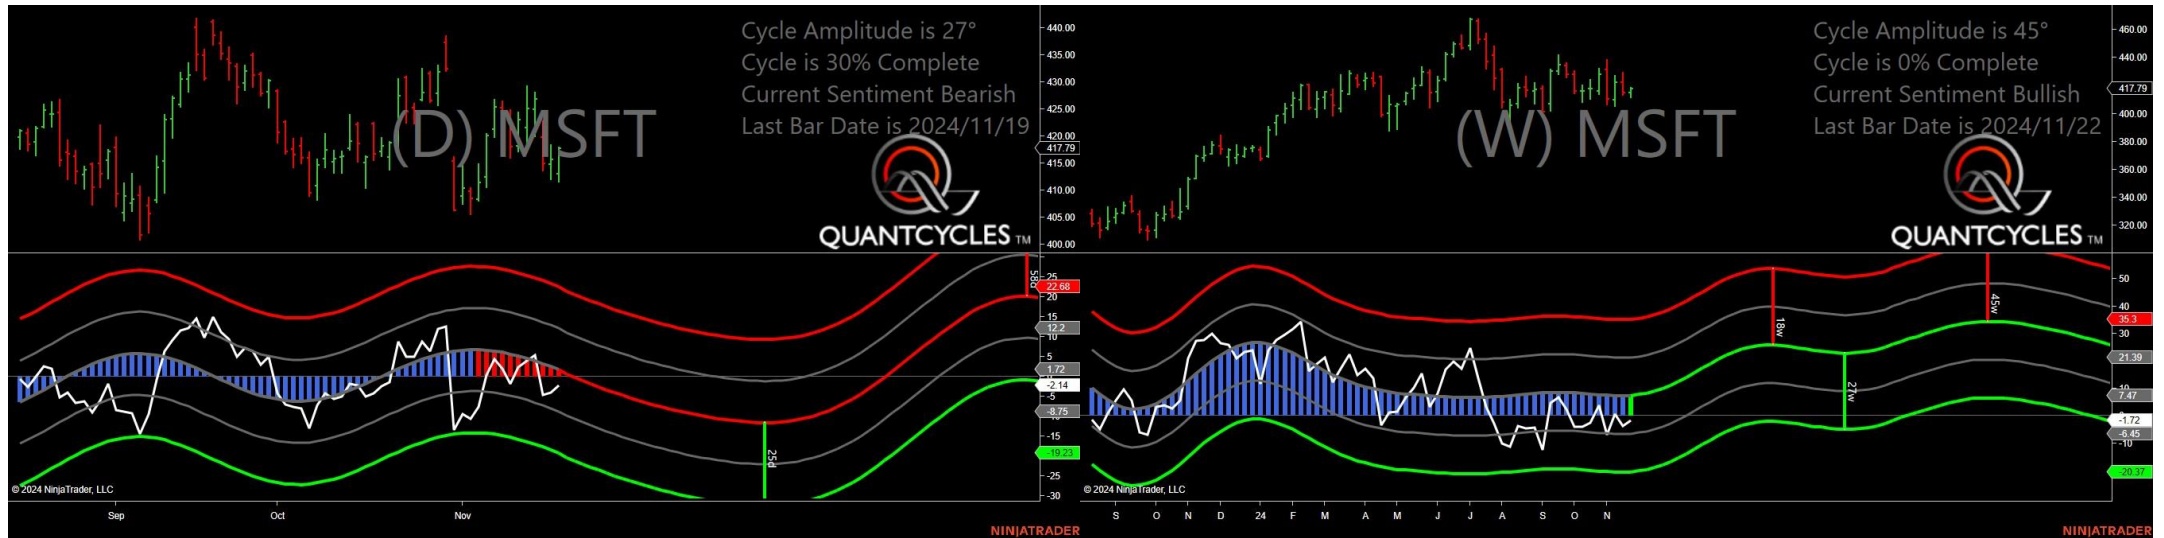 Cycle Amplitude is 27°
Cycle is 30% Complete
Current Sentiment Bearish
Last Bar Date is 2024/11/19
(D) MSFT
QUANTCYCLES TM
440.00
435.00
430.00
425.00
420.00
417.79
415.00
410.00
405.00
400.00
58d
25
22.68
20
15
12.2
10
5
1.72
-2.14
-5
-8.75
-15
-19.23
-25
-30
25d
© 2024 NinjaTrader, LLC
Sep Oct Nov
NINJATRADER
Cycle Amplitude is 45°
Cycle is 0% Complete
Current Sentiment Bullish
Last Bar Date is 2024/11/22
(W) MSFT
QUANTCYCLES TM
460.00
440.00
417.79
400.00
380.00
360.00
340.00
320.00
18w
27w
45w
50
40
35.3
30
21.39
10
7.47
-1.72
-6.45
-10
-20.37
© 2024 NinjaTrader, LLC
S O N D 24 F M A M J J A S O N
NINJATRADER